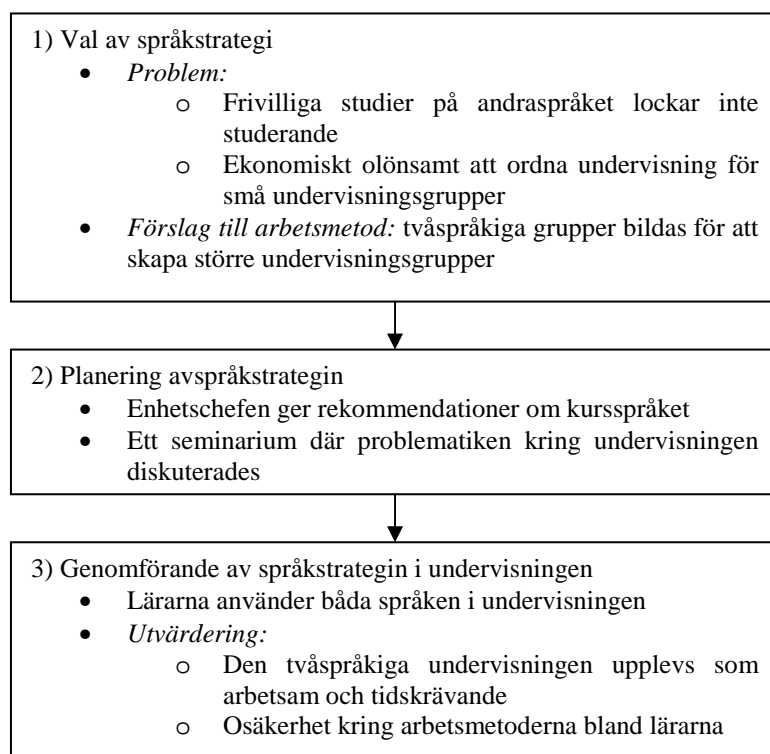 1) Val av språkstrategi
• Problem:
o Frivilliga studier på andraspråket lockar inte
studerande
o Ekonomiskt olönsamt att ordna undervisning för
små undervisningsgrupper
• Förslag till arbetsmetod: tvåspråkiga grupper bildas för att
skapa större undervisningsgrupper
2) Planering avspråkstrategin
• Enhetschefen ger rekommendationer om kursspråket
• Ett seminarium där problematiken kring undervisningen
diskuterades
3) Genomförande av språkstrategin i undervisningen
• Lärarna använder båda språken i undervisningen
• Utvärdering:
o Den tvåspråkiga undervisningen upplevs som
arbetsam och tidskrävande
o Osäkerhet kring arbetsmetoderna bland lärarna